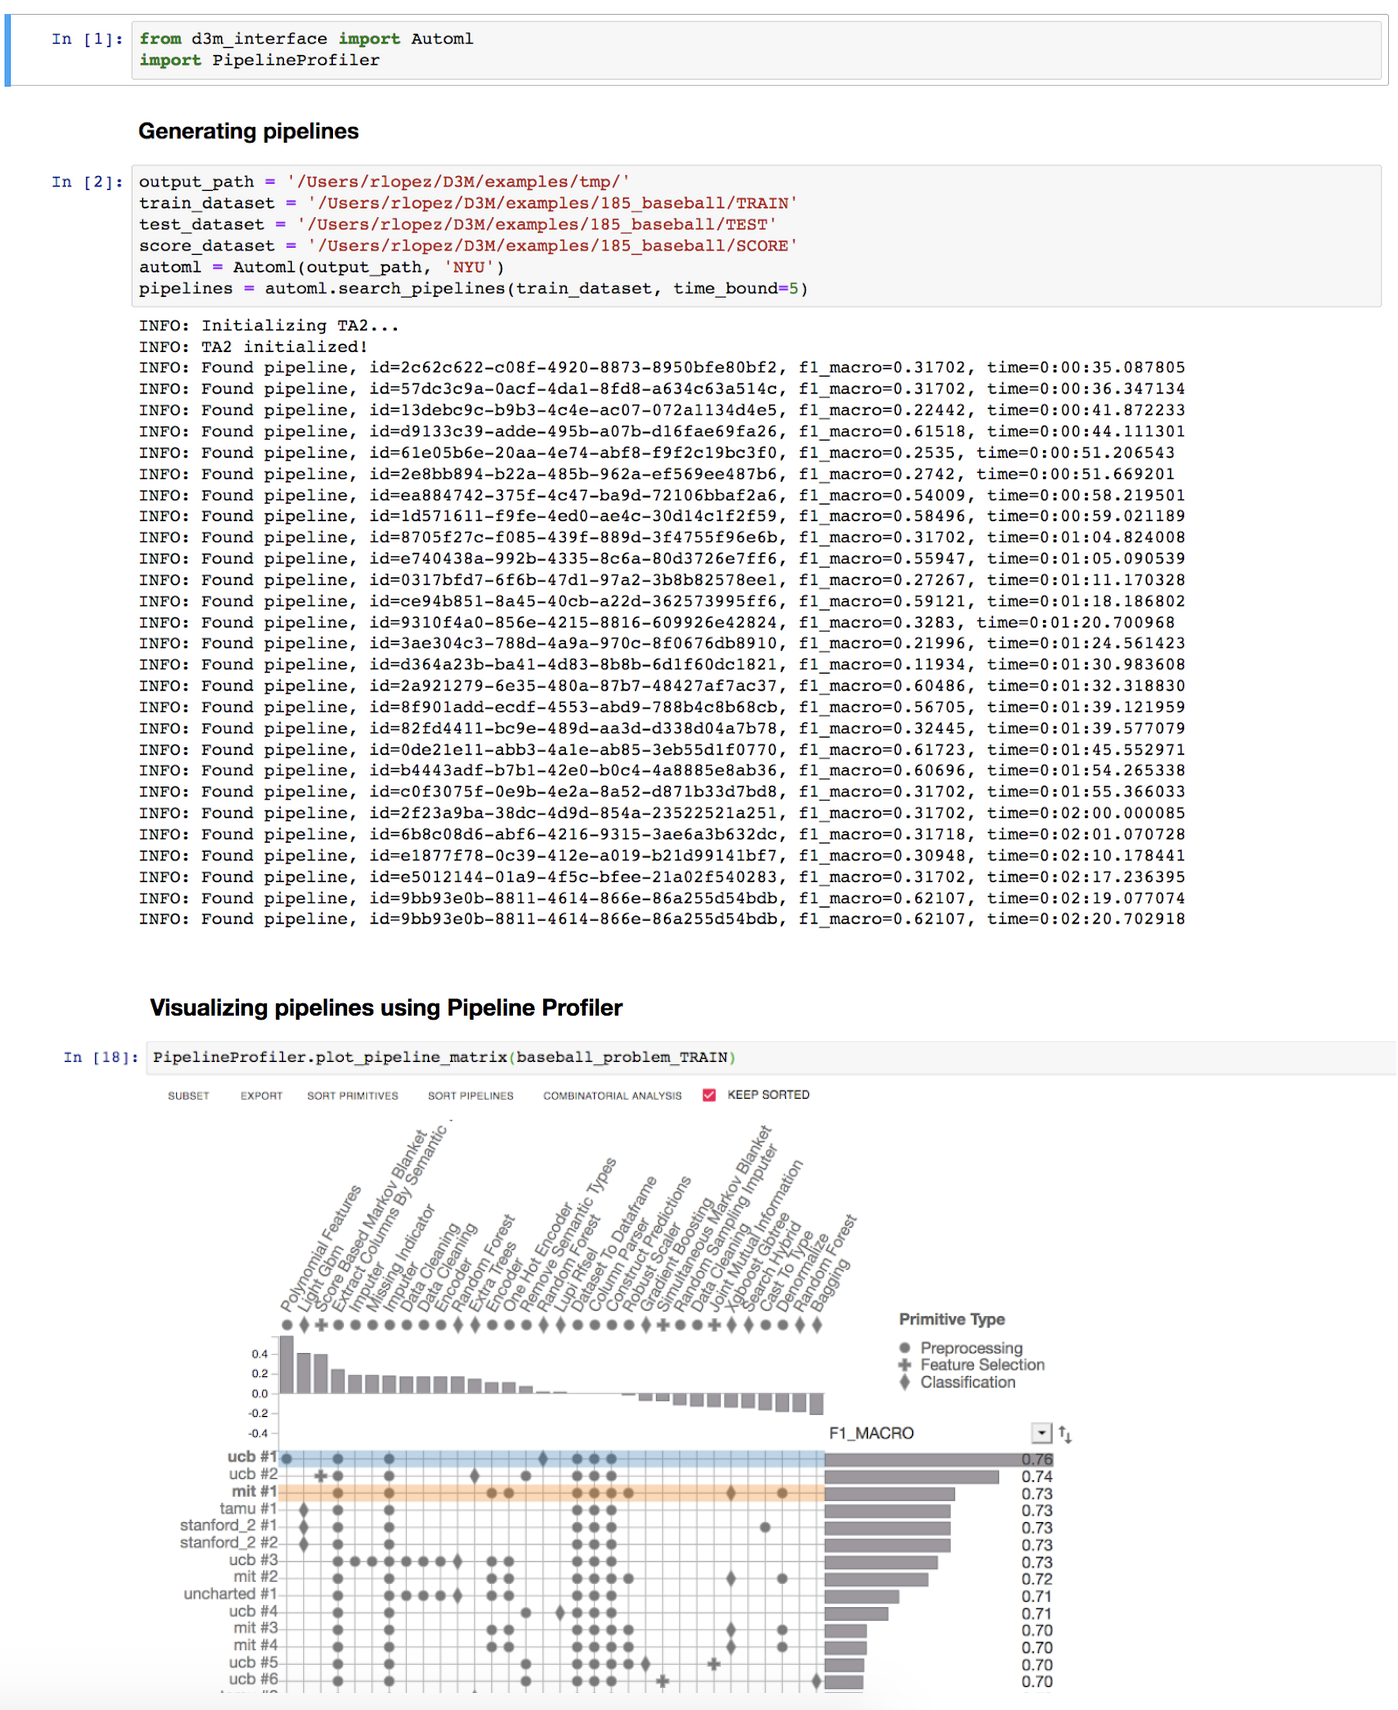 In [1]: from d3m_interface import Automl
import PipelineProfiler
Generating pipelines
In [2]: output_path = '/Users/rlopez/D3M/examples/tmp/'
train_dataset = '/Users/rlopez/D3M/examples/185_baseball/TRAIN'
test_dataset = '/Users/rlopez/D3M/examples/185_baseball/TEST'
score_dataset = '/Users/rlopez/D3M/examples/185_baseball/SCORE'
automl = Automl(output_path, 'NYU')
pipelines = automl.search_pipelines(train_dataset, time_bound=5)
INFO: Initializing TA2...
INFO: TA2 initialized!
INFO: Found pipeline, id=2c62c622-c08f-4920-8873-8950bfe80bf2, f1_macro=0.31702, time=0:00:35.087805
INFO: Found pipeline, id=57dc3c9a-0acf-4da1-8fd8-a634c63a514c, f1_macro=0.31702, time=0:00:36.347134
INFO: Found pipeline, id=13debc9c-b9b3-4c4e-ac07-072a1134d4e5, f1_macro=0.22442, time=0:00:41.872233
INFO: Found pipeline, id=d9133c39-adde-495b-a07b-d16fae69fa26, f1_macro=0.61518, time=0:00:44.111301
INFO: Found pipeline, id=61e05b6e-20aa-4e74-abf8-f9f2c19bc3f0, f1_macro=0.2535, time=0:00:51.206543
INFO: Found pipeline, id=2e8bb894-b22a-485b-962a-ef569ee487b6, f1_macro=0.2742, time=0:00:51.669201
INFO: Found pipeline, id=ea884742-375f-4c47-ba9d-72106bbaf2a6, f1_macro=0.54009, time=0:00:58.219501
INFO: Found pipeline, id=1d571611-f9fe-4ed0-ae4c-30d14c1f2f59, f1_macro=0.58496, time=0:00:59.021189
INFO: Found pipeline, id=8705f27c-f085-439f-889d-3f4755f96e6b, f1_macro=0.31702, time=0:01:04.824008
INFO: Found pipeline, id=e740438a-992b-4335-8c6a-80d3726e7ff6, f1_macro=0.55947, time=0:01:05.090539
INFO: Found pipeline, id=0317bfd7-6f6b-47d1-97a2-3b8b82578ee1, f1_macro=0.27267, time=0:01:11.170328
INFO: Found pipeline, id=ce94b851-8a45-40cb-a22d-362573995ff6, f1_macro=0.59121, time=0:01:18.186802
INFO: Found pipeline, id=9310f4a0-856e-4215-8816-609926e42824, f1_macro=0.3283, time=0:01:20.700968
INFO: Found pipeline, id=3ae304c3-788d-4a9a-970c-8f0676db8910, f1_macro=0.21996, time=0:01:24.561423
INFO: Found pipeline, id=d364a23b-ba41-4d83-8b8b-6d1f60dc1821, f1_macro=0.11934, time=0:01:30.983608
INFO: Found pipeline, id=2a921279-6e35-480a-87b7-48427af7ac37, f1_macro=0.60486, time=0:01:32.318830
INFO: Found pipeline, id=8f901add-ecdf-4553-abd9-788b4c8b68cb, f1_macro=0.56705, time=0:01:39.121959
INFO: Found pipeline, id=82fd4411-bc9e-489d-aa3d-d338d04a7b78, f1_macro=0.32445, time=0:01:39.577079
INFO: Found pipeline, id=0de21e11-abb3-4a1e-ab85-3eb55d1f0770, f1_macro=0.61723, time=0:01:45.552971
INFO: Found pipeline, id=b4443adf-b7b1-42e0-b0c4-4a8885e8ab36, f1_macro=0.60696, time=0:01:54.265338
INFO: Found pipeline, id=c0f3075f-0e9b-4e2a-8a52-d871b33d7bd8, f1_macro=0.31702, time=0:01:55.366033
INFO: Found pipeline, id=2f23a9ba-38dc-4d9d-854a-23522521a251, f1_macro=0.31702, time=0:02:00.000085
INFO: Found pipeline, id=6b8c08d6-abf6-4216-9315-3ae6a3b632dc, f1_macro=0.31718, time=0:02:01.070728
INFO: Found pipeline, id=e1877f78-0c39-412e-a019-b21d99141bf7, f1_macro=0.30948, time=0:02:10.178441
INFO: Found pipeline, id=e5012144-01a9-4f5c-bfee-21a02f540283, f1_macro=0.31702, time=0:02:17.236395
INFO: Found pipeline, id=9bb93e0b-8811-4614-866e-86a255d54bdb, f1_macro=0.62107, time=0:02:19.077074
INFO: Found pipeline, id=9bb93e0b-8811-4614-866e-86a255d54bdb, f1_macro=0.62107, time=0:02:20.702918
Visualizing pipelines using Pipeline Profiler
In [18]: PipelineProfiler.plot_pipeline_matrix(baseball_problem_TRAIN)
SUBSET EXPORT SORT PRIMITIVES SORT PIPELINES COMBINATORIAL ANALYSIS KEEP SORTED
Polynomial Features
Light Gbm
Score Based Markov Blanket
Extract Columns By Semantic
Imputer
Missing Indicator
Imputer
Data Cleaning
Data Cleaning
Encoder
Random Forest
Extra Trees
Encoder
One Hot Encoder
Remove Semantic Types
Random Forest
Lupi Rfsel
Dataset To Dataframe
Column Parser
Construct Predictions
Robust Scaler
Gradient Boosting
Simultaneous Markov Blanket
Random Sampling Imputer
Data Cleaning
Joint Mutual Information
Xgboost Gbtree
Search Hybrid
Cast To Type
Denormalize
Random Forest
Bagging
Primitive Type
Preprocessing
Feature Selection
Classification
0.4
0.2
0.0
-0.2
-0.4
F1_MACRO
ucb #1 0.76
ucb #2 0.74
mit #1 0.73
tamu #1 0.73
stanford_2 #1 0.73
stanford_2 #2 0.73
ucb #3 0.73
mit #2 0.72
uncharted #1 0.71
ucb #4 0.71
mit #3 0.70
mit #4 0.70
ucb #5 0.70
ucb #6 0.70